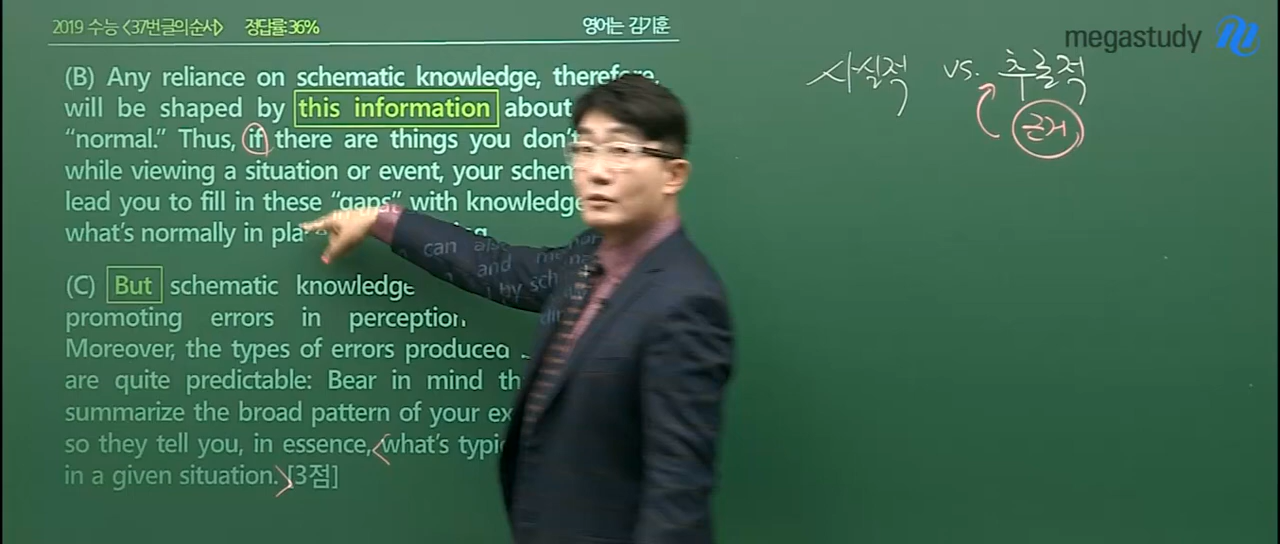 2019 수능 <37번글의순서> 정답률:36%
영어는 김기훈
megastudy
(B) Any reliance on schematic knowledge, therefore,
will be shaped by this information about
“normal.” Thus, if there are things you don't
while viewing a situation or event, your
lead you to fill in these “gaps” with knowledge
what's normally in
(C) But schematic knowledge
promoting errors in perception
Moreover, the types of errors produced
are quite predictable: Bear in mind
summarize the broad pattern of your
so they tell you, in essence, what's
in a given situation. [3점]
can
and
by
사실적 vs. 추론적
근거